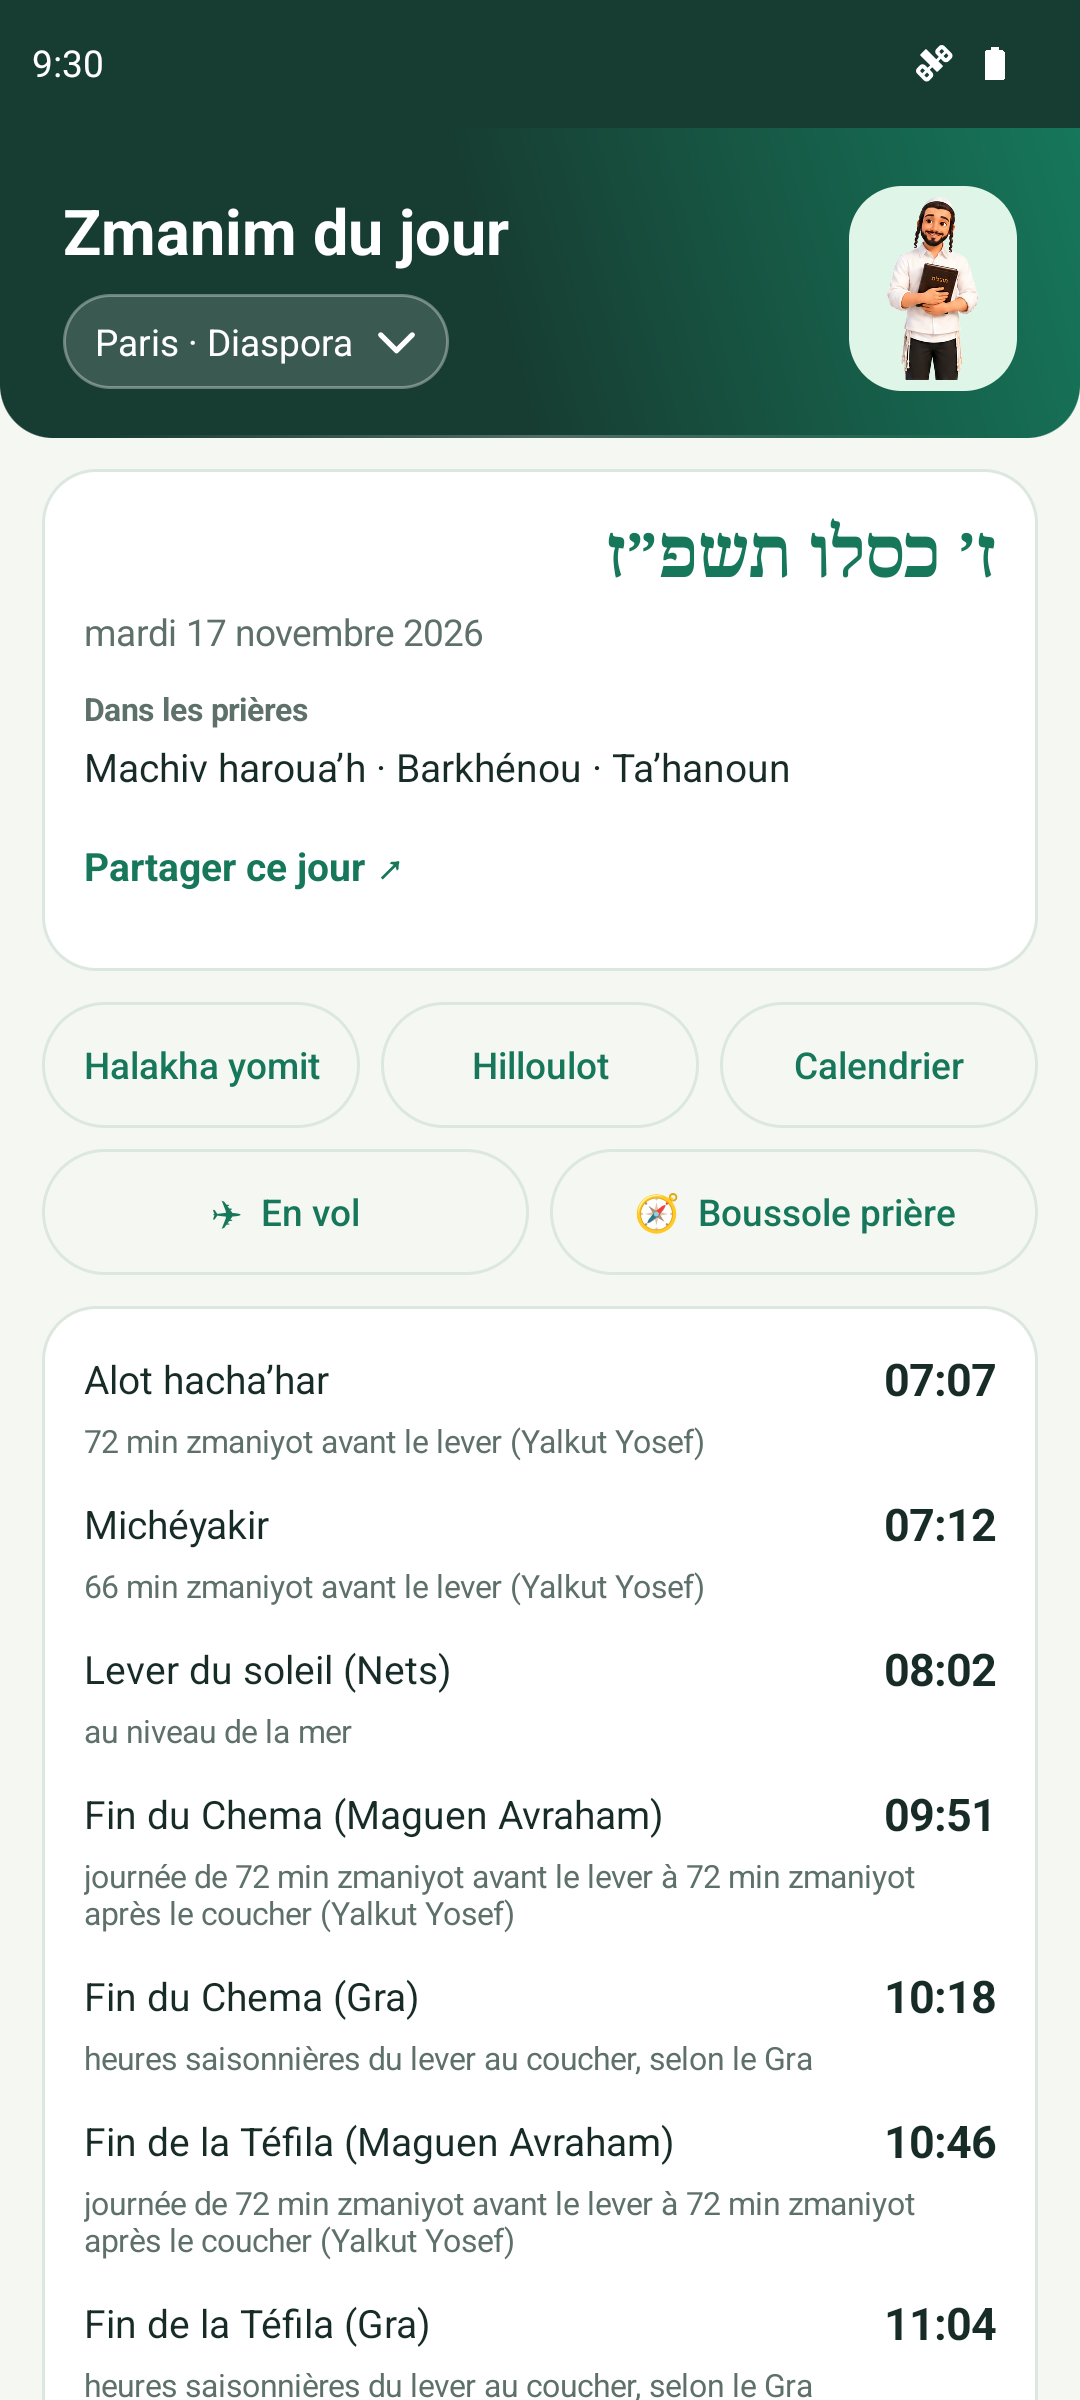 9:30
Zmanim du jour
Paris · Diaspora
ז׳ כסלו תשפ״ז
mardi 17 novembre 2026
Dans les prières
Machiv haroua’h · Barkhénou · Ta’hanoun
Partager ce jour ↗
Halakha yomit
Hilloulot
Calendrier
✈ En vol
🧭 Boussole prière
Alot hacha’har 07:07
72 min zmaniyot avant le lever (Yalkut Yosef)
Michéyakir 07:12
66 min zmaniyot avant le lever (Yalkut Yosef)
Lever du soleil (Nets) 08:02
au niveau de la mer
Fin du Chema (Maguen Avraham) 09:51
journée de 72 min zmaniyot avant le lever à 72 min zmaniyot
après le coucher (Yalkut Yosef)
Fin du Chema (Gra) 10:18
heures saisonnières du lever au coucher, selon le Gra
Fin de la Téfila (Maguen Avraham) 10:46
journée de 72 min zmaniyot avant le lever à 72 min zmaniyot
après le coucher (Yalkut Yosef)
Fin de la Téfila (Gra) 11:04
heures saisonnières du lever au coucher, selon le Gra